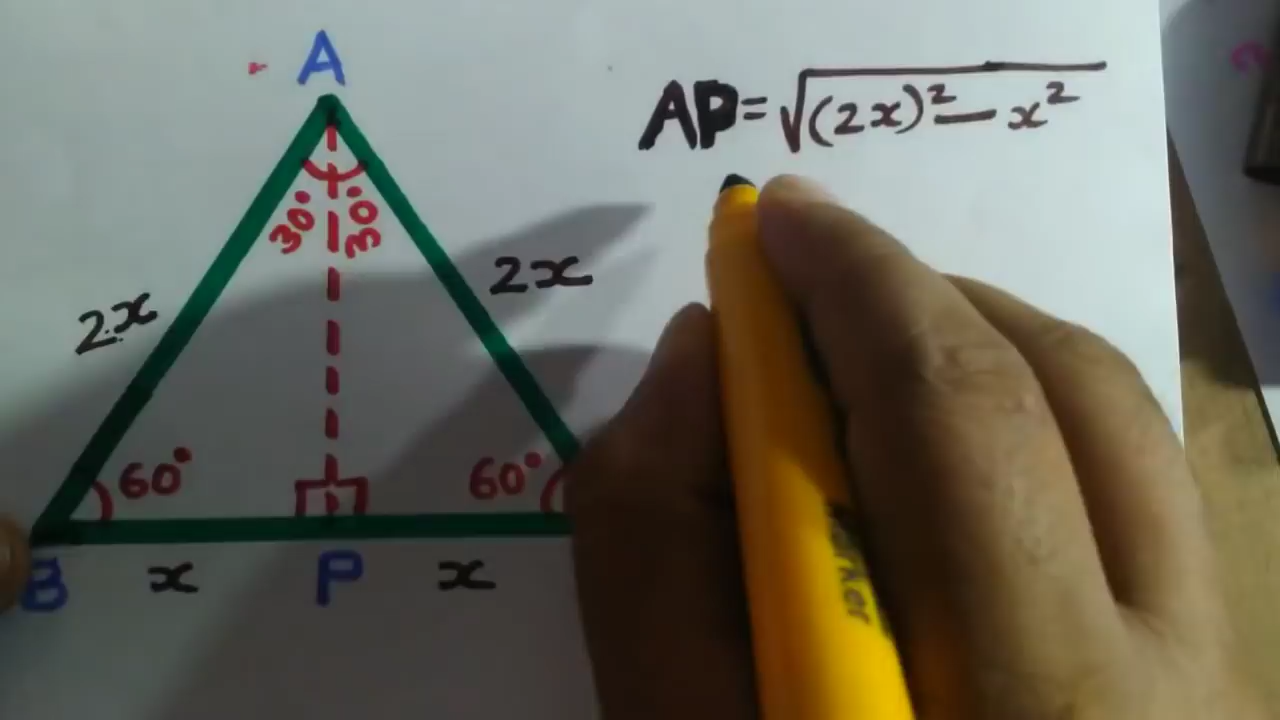 A
AP = √(2x)² — x²
30° 30°
2x
2x
60°
60°
B
x
P
x